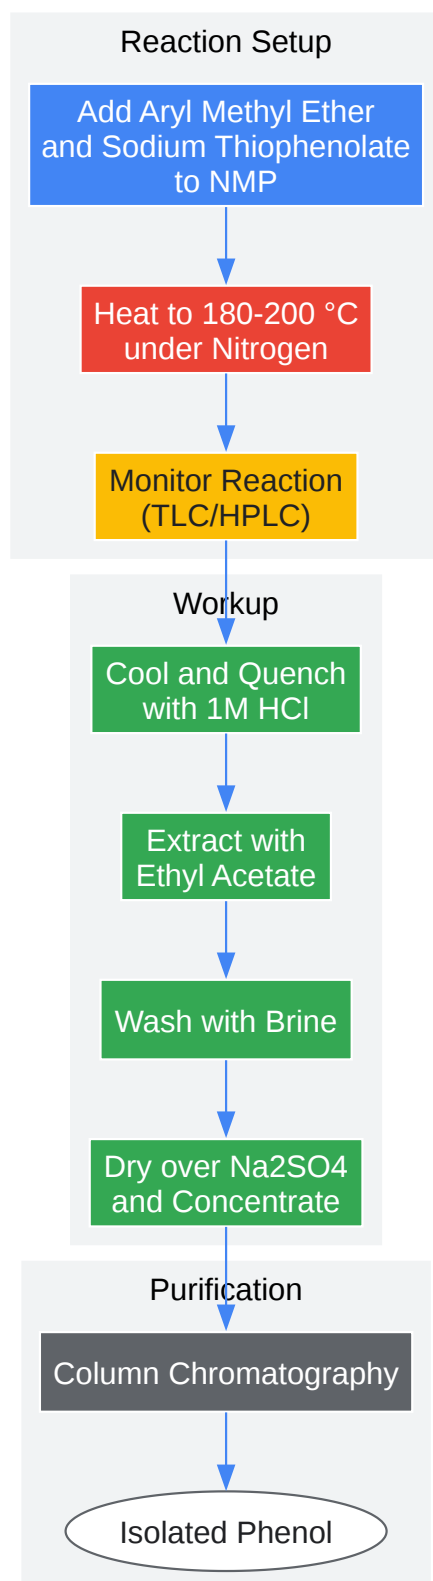 Reaction Setup
Add Aryl Methyl Ether
and Sodium Thiophenolate
to NMP
Heat to 180-200 °C
under Nitrogen
Monitor Reaction
(TLC/HPLC)
Workup
Cool and Quench
with 1M HCl
Extract with
Ethyl Acetate
Wash with Brine
Dry over Na2SO4
and Concentrate
Purification
Column Chromatography
Isolated Phenol